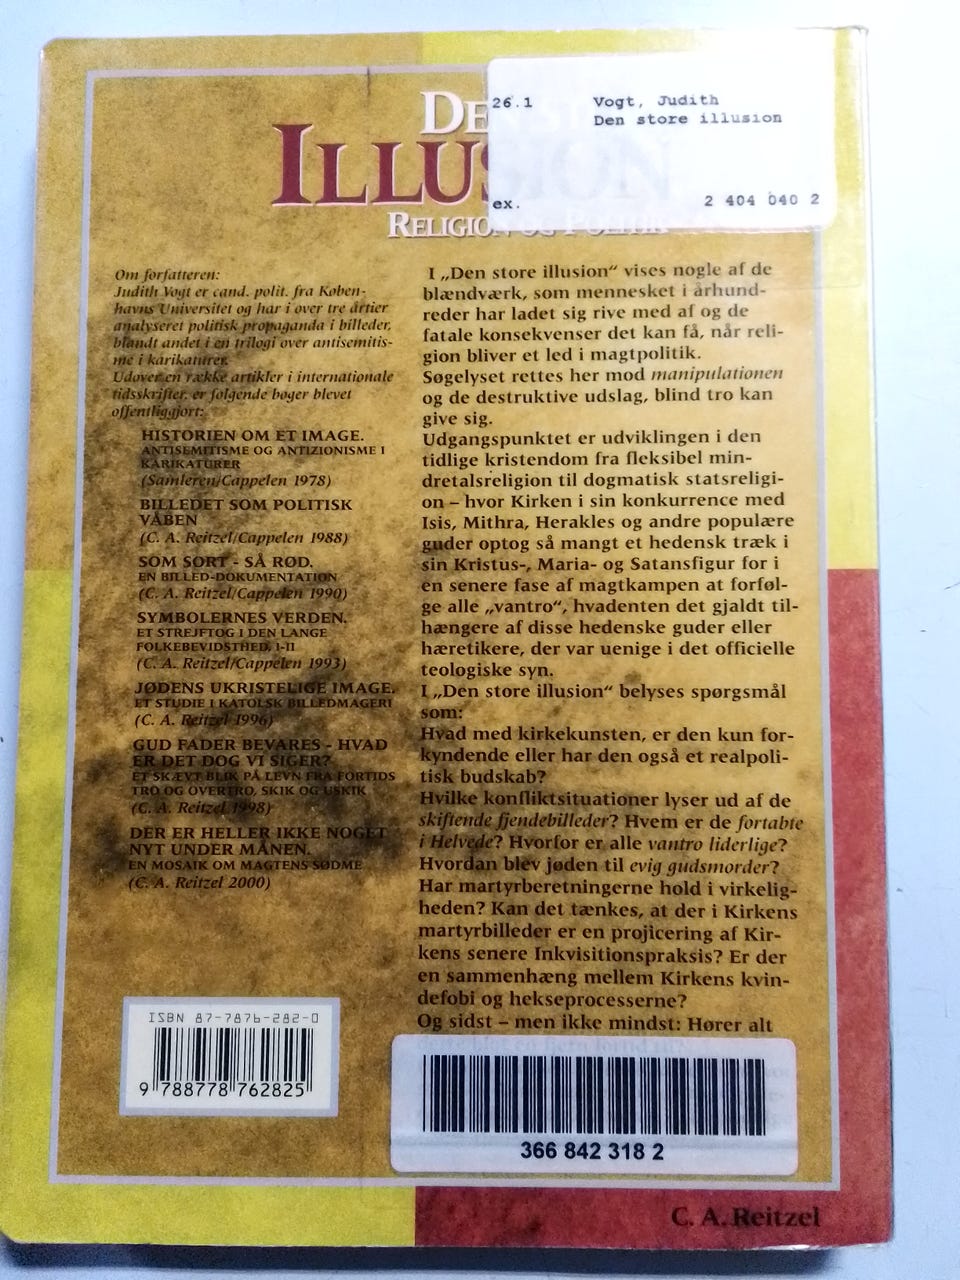 26.1 Vogt, Judith
Den store illusion
ex. 2 404 040 2
DEN STORE
ILLUSION
RELIGION OG POLITIK
Om forfatteren:
Judith Vogt er cand. polit. fra Køben-
havns Universitet og har i over tre årtier
analyseret politisk propaganda i billeder,
blandt andet i en trilogi over antisemitis-
me i karikaturer.
Udover en række artikler i internationale
tidsskrifter, er følgende bøger blevet
offentliggjort:
HISTORIEN OM ET IMAGE.
ANTISEMITISME OG ANTIZIONISME I
KARIKATURER
(Samleren/Cappelen 1978)
BILLEDET SOM POLITISK
VÅBEN
(C. A. Reitzel/Cappelen 1988)
SOM SORT - SÅ RØD.
EN BILLED-DOKUMENTATION
(C. A. Reitzel/Cappelen 1990)
SYMBOLERNES VERDEN.
ET STREJFTOG I DEN LANGE
FOLKEBEVIDSTHED, I-II
(C. A. Reitzel/Cappelen 1993)
JØDENS UKRISTELIGE IMAGE.
ET STUDIE I KATOLSK BILLEDMAGERI
(C. A. Reitzel 1996)
GUD FADER BEVARES - HVAD
ER DET DOG VI SIGER?
ET SKÆVT BLIK PÅ LEVN FRA FORTIDS
TRO OG OVERTRO, SKIK OG USKIK
(C. A. Reitzel 1998)
DER ER HELLER IKKE NOGET
NYT UNDER MÅNEN.
EN MOSAIK OM MAGTENS SØDME
(C. A. Reitzel 2000)
I „Den store illusion“ vises nogle af de
blændværk, som mennesket i århund-
reder har ladet sig rive med af og de
fatale konsekvenser det kan få, når reli-
gion bliver et led i magtpolitik.
Søgelyset rettes her mod manipulationen
og de destruktive udslag, blind tro kan
give sig.
Udgangspunktet er udviklingen i den
tidlige kristendom fra fleksibel min-
dretalsreligion til dogmatisk statsreligi-
on – hvor Kirken i sin konkurrence med
Isis, Mithra, Herakles og andre populære
guder optog så mangt et hedensk træk i
sin Kristus-, Maria- og Satansfigur for i
en senere fase af magtkampen at forføl-
ge alle „vantro“, hvadenten det gjaldt til-
hængere af disse hedenske guder eller
hæretikere, der var uenige i det officielle
teologiske syn.
I „Den store illusion“ belyses spørgsmål
som:
Hvad med kirkekunsten, er den kun for-
kyndende eller har den også et realpoli-
tisk budskab?
Hvilke konfliktsituationer lyser ud af de
skiftende fjendebilleder? Hvem er de fortabte
i Helvede? Hvorfor er alle vantro liderlige?
Hvordan blev jøden til evig gudsmorder?
Har martyrberetningerne hold i virkelig-
heden? Kan det tænkes, at der i Kirkens
martyrbilleder er en projicering af Kir-
kens senere Inkvisitionspraksis? Er der
en sammenhæng mellem Kirkens kvin-
defobi og hekseprocesserne?
Og sidst – men ikke mindst: Hører alt
ISBN 87-7876-282-0
9 788778 762825
366 842 318 2
C. A. Reitzel